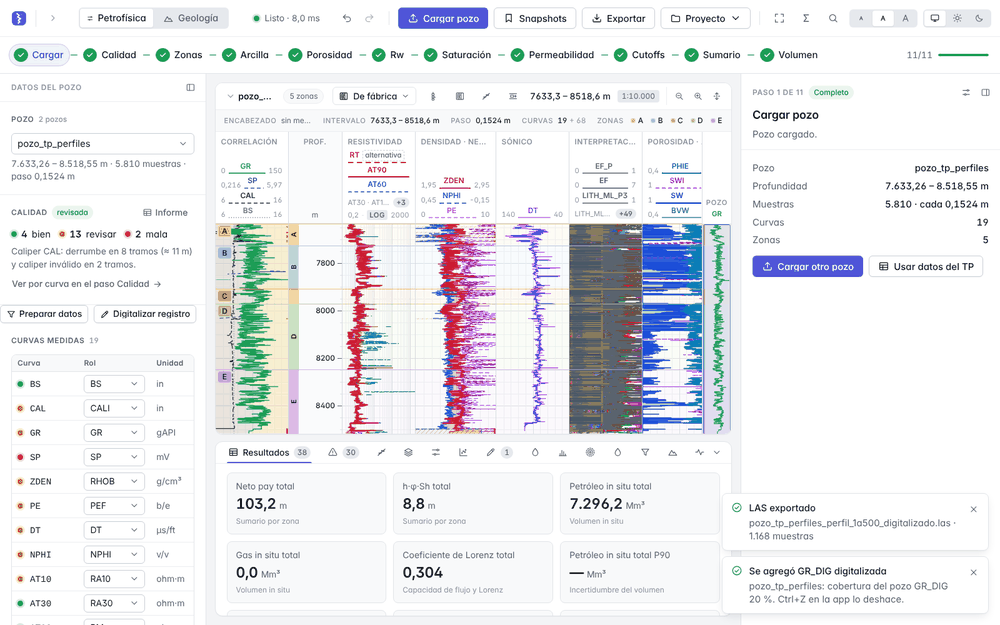 Petrofísica
Geología
Listo · 8,0 ms
Cargar pozo
Snapshots
Exportar
Proyecto
A A A
Cargar
Calidad
Zonas
Arcilla
Porosidad
Rw
Saturación
Permeabilidad
Cutoffs
Sumario
Volumen
11/11
DATOS DEL POZO
POZO 2 pozos
pozo_tp_perfiles
7.633,26 – 8.518,55 m · 5.810 muestras ·
paso 0,1524 m
CALIDAD revisada
Informe
4 bien 13 revisar 2 mala
Caliper CAL: derrumbe en 8 tramos (≈ 11 m)
y caliper inválido en 2 tramos.
Ver por curva en el paso Calidad →
Preparar datos
Digitalizar registro
CURVAS MEDIDAS 19
Curva Rol Unidad
BS BS in
CAL CALI in
GR GR gAPI
SP SP mV
ZDEN RHOB g/cm³
PE PEF b/e
DT DT µs/ft
NPHI NPHI v/v
AT10 RA10 ohm·m
AT30 RA30 ohm·m
pozo_...
5 zonas
De fábrica
7633,3 – 8518,6 m
1:10.000
ENCABEZADO sin me...
INTERVALO 7633,3 – 8518,6 m
PASO 0,1524 m
CURVAS 19 + 68
ZONAS A B C D E
CORRELACIÓN
0 GR 150
0,216 SP 5,97
6 CAL 16
6 BS 16
PROF.
m
RESISTIVIDAD
RT alternativa
AT90
AT60
AT30 · AT1... +3
0,2 LOG 2000
DENSIDAD · NE...
1,95 ZDEN 2,95
0,45 NPHI -0,15
0 PE 10
SÓNICO
140 DT 40
INTERPRETAC...
0 EF_P 1
0 EF 1
0 LITH_MLP3 7
LITH_ML... +49
POROSIDAD ·
0,4 PHIE
1 SWI
1 SW
0,4 BVW
POZO
GR
A
B
C
D
E
A
B
D
E
7800
8000
8200
8400
Resultados 38
30
1
Neto pay total
103,2 m
Sumario por zona
h·φ·Sh total
8,8 m
Sumario por zona
Petróleo in situ total
7.296,2 Mm³
Volumen in situ
Gas in situ total
0,0 Mm³
Volumen in situ
Coeficiente de Lorenz total
0,304
Capacidad de flujo y Lorenz
Petróleo in situ total P90
— Mm³
Incertidumbre del volumen
PASO 1 DE 11 Completo
Cargar pozo
Pozo cargado.
Pozo pozo_tp_perfiles
Profundidad 7.633,26 – 8.518,55 m
Muestras 5.810 · cada 0,1524 m
Curvas 19
Zonas 5
Cargar otro pozo
Usar datos del TP
LAS exportado
pozo_tp_perfiles_perfil_1a500_digitalizado.las ·
1.168 muestras
Se agregó GR_DIG digitalizada
pozo_tp_perfiles: cobertura del pozo GR_DIG
20 %. Ctrl+Z en la app lo deshace.